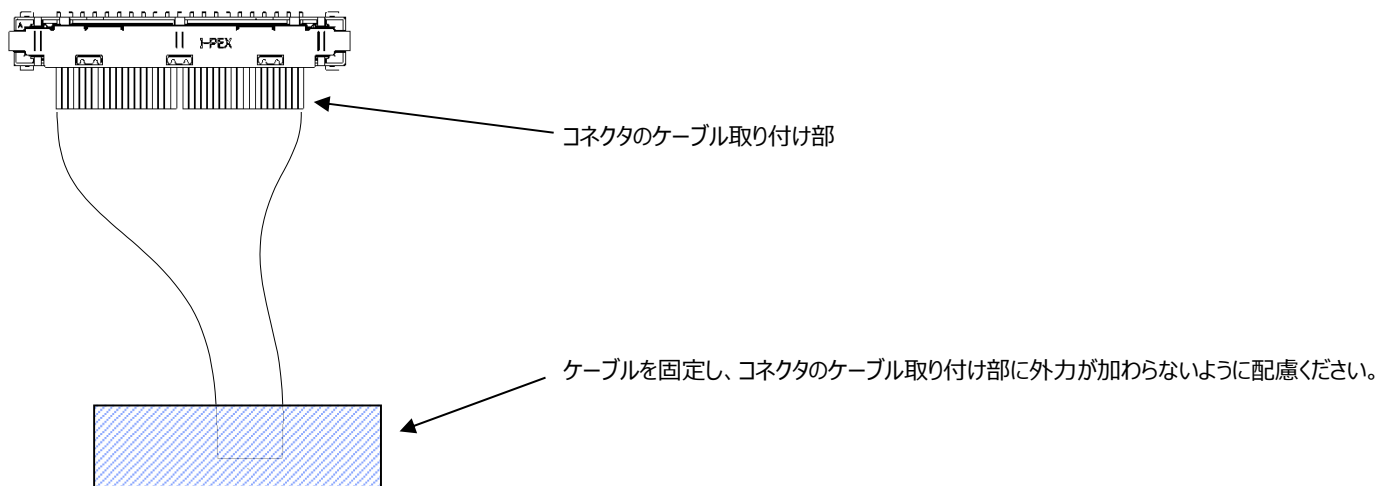 A
I-PEX
コネクタのケーブル取り付け部
ケーブルを固定し、コネクタのケーブル取り付け部に外力が加わらないように配慮ください。